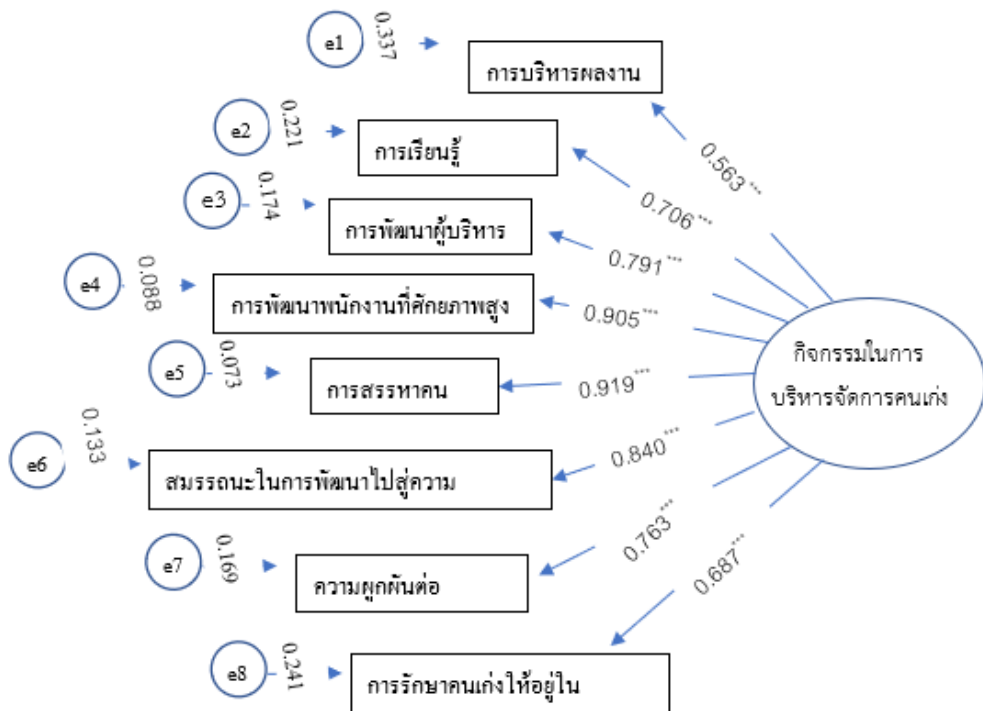 e1
0.337
การบริหารผลงาน
0.563***
e2
0.221
การเรียนรู้
0.706***
e3
0.174
การพัฒนาผู้บริหาร
0.791***
e4
0.088
การพัฒนาพนักงานที่ศักยภาพสูง
0.905***
กิจกรรมในการ
บริหารจัดการคนเก่ง
e5
0.073
การสรรหาคน
0.919***
e6
0.133
สมรรถนะในการพัฒนาไปสู่ความ
0.840***
e7
0.169
ความผูกผันต่อ
0.763***
e8
0.241
การรักษาคนเก่งให้อยู่ใน
0.687***